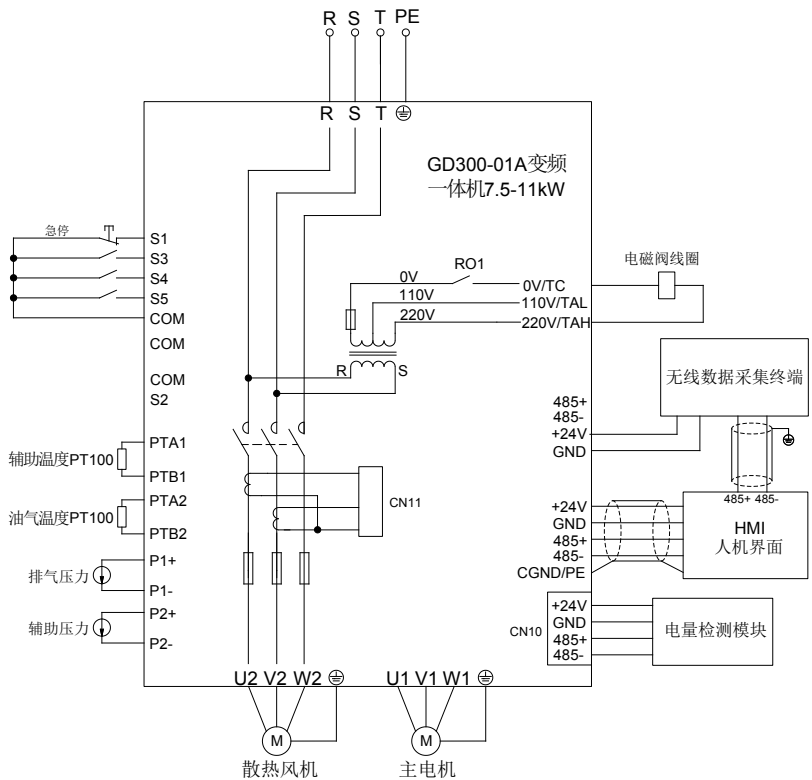 R S T PE
R S T
GD300-01A变频
一体机7.5-11kW
急停
S1
S3
S4
S5
COM
COM
COM
S2
PTA1
辅助温度PT100
PTB1
PTA2
油气温度PT100
PTB2
P1+
排气压力
P1-
P2+
辅助压力
P2-
0V
RO1
0V/TC
110V
110V/TAL
220V
220V/TAH
R
S
电磁阀线圈
无线数据采集终端
485+
485-
+24V
GND
CN11
485+ 485-
+24V
GND
485+
485-
CGND/PE
HMI
人机界面
CN10
+24V
GND
485+
485-
电量检测模块
U2 V2 W2
U1 V1 W1
M
M
散热风机
主电机